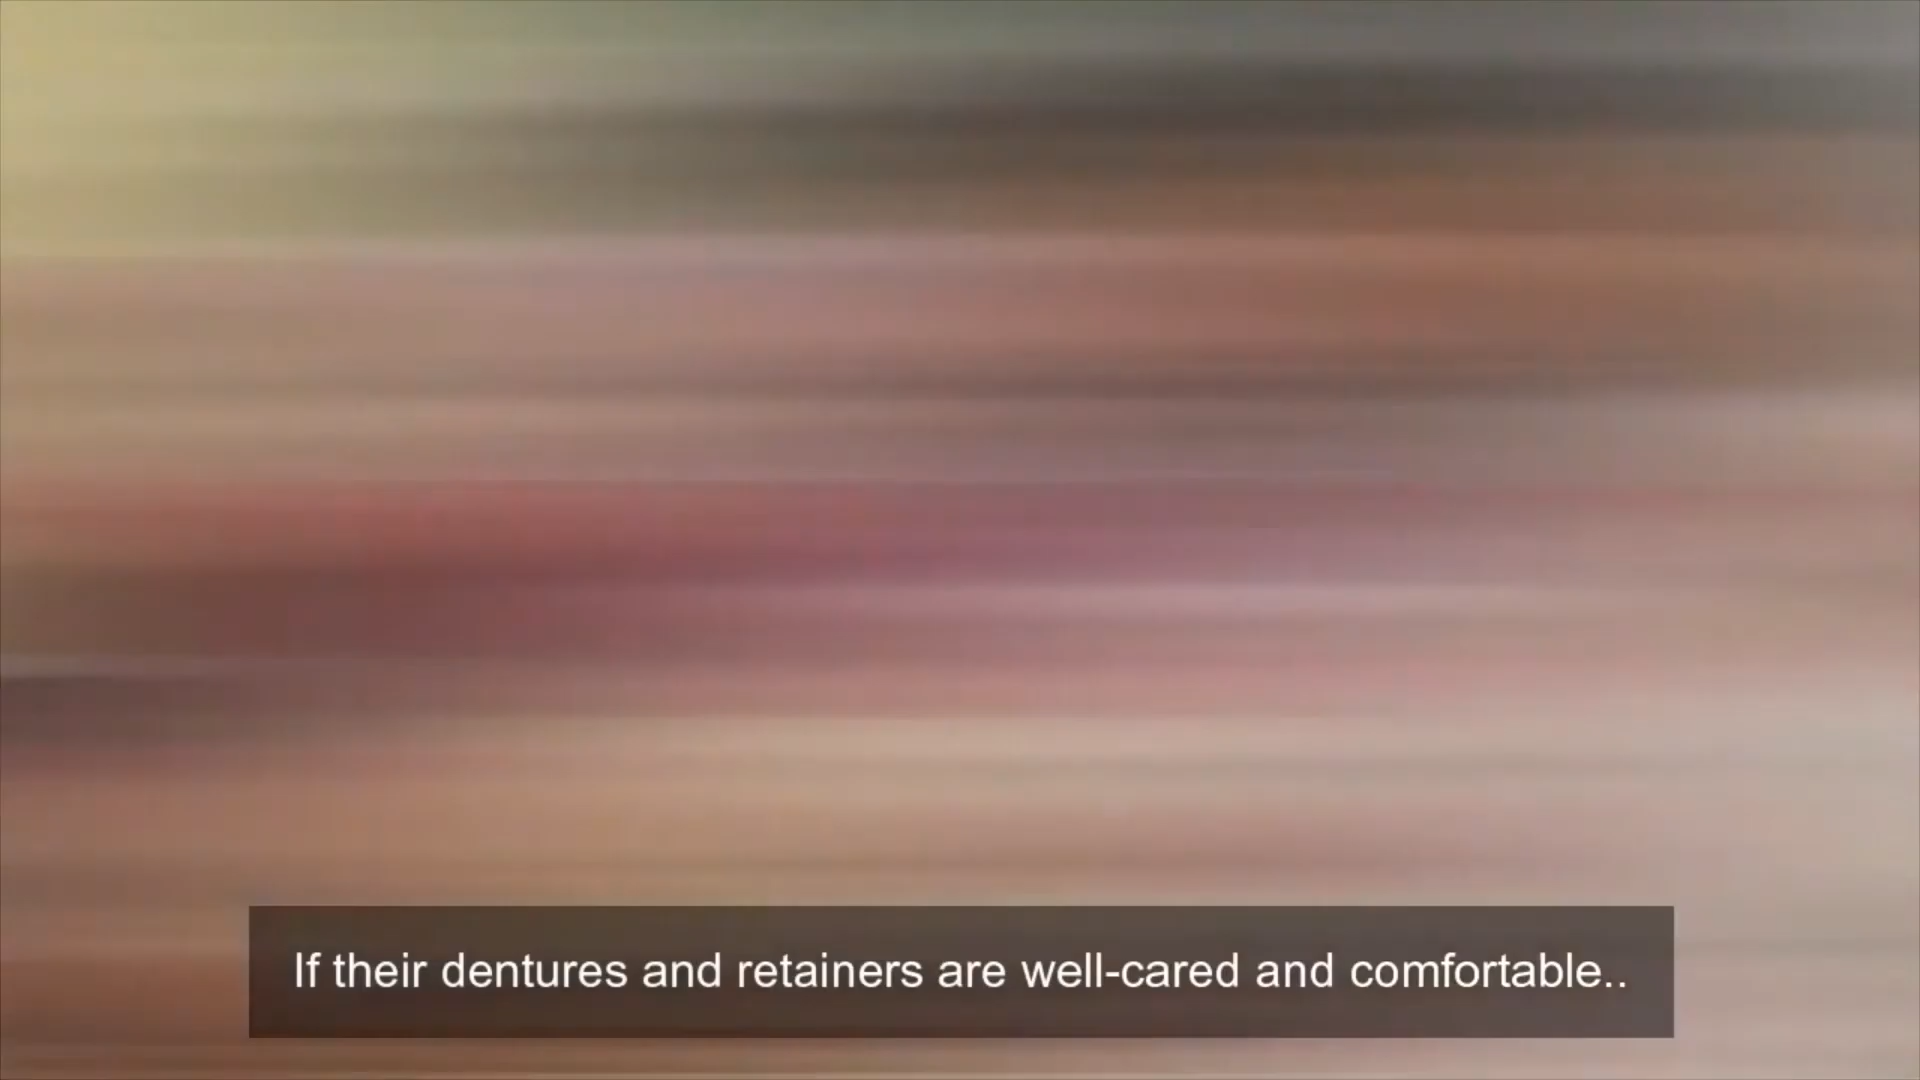 If their dentures and retainers are well-cared and comfortable..